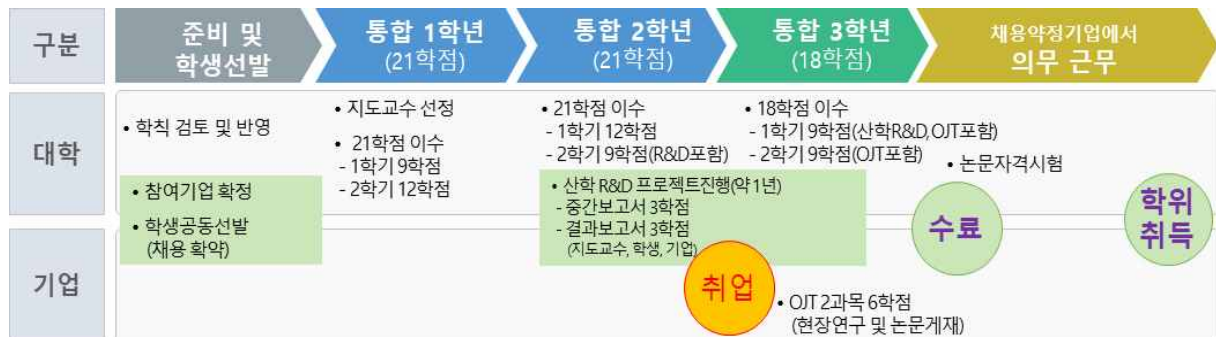 구분
준비 및
학생선발
통합 1학년
(21학점)
통합 2학년
(21학점)
통합 3학년
(18학점)
채용약정기업에서
의무 근무
대학
• 학칙 검토 및 반영
• 참여기업 확정
• 학생공동선발
(채용 확약)
• 지도교수 선정
• 21학점 이수
- 1학기 9학점
- 2학기 12학점
• 21학점 이수
- 1학기 12학점
- 2학기 9학점(R&D포함)
• 산학 R&D 프로젝트진행(약 1년)
- 중간보고서 3학점
- 결과보고서 3학점
(지도교수, 학생, 기업)
• 18학점 이수
- 1학기 9학점(산학R&D,OJT포함)
- 2학기 9학점(OJT포함)
• 논문자격시험
수료
학위
취득
기업
취업
• OJT 2과목 6학점
(현장연구 및 논문게재)